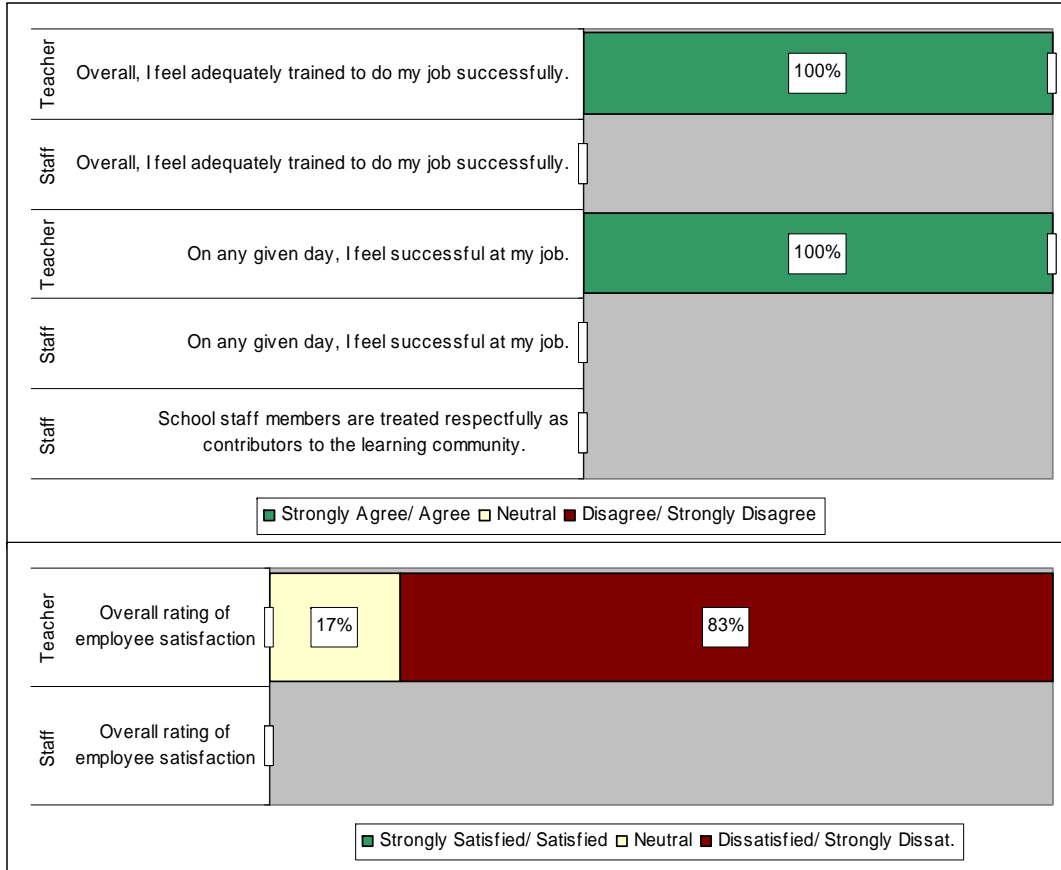 Teacher
Overall, I feel adequately trained to do my job successfully.
100%
Staff
Overall, I feel adequately trained to do my job successfully.
Teacher
On any given day, I feel successful at my job.
100%
Staff
On any given day, I feel successful at my job.
Staff
School staff members are treated respectfully as
contributors to the learning community.
Strongly Agree/ Agree Neutral Disagree/ Strongly Disagree
Teacher
Overall rating of
employee satisfaction
17%
83%
Staff
Overall rating of
employee satisfaction
Strongly Satisfied/ Satisfied Neutral Dissatisfied/ Strongly Dissat.